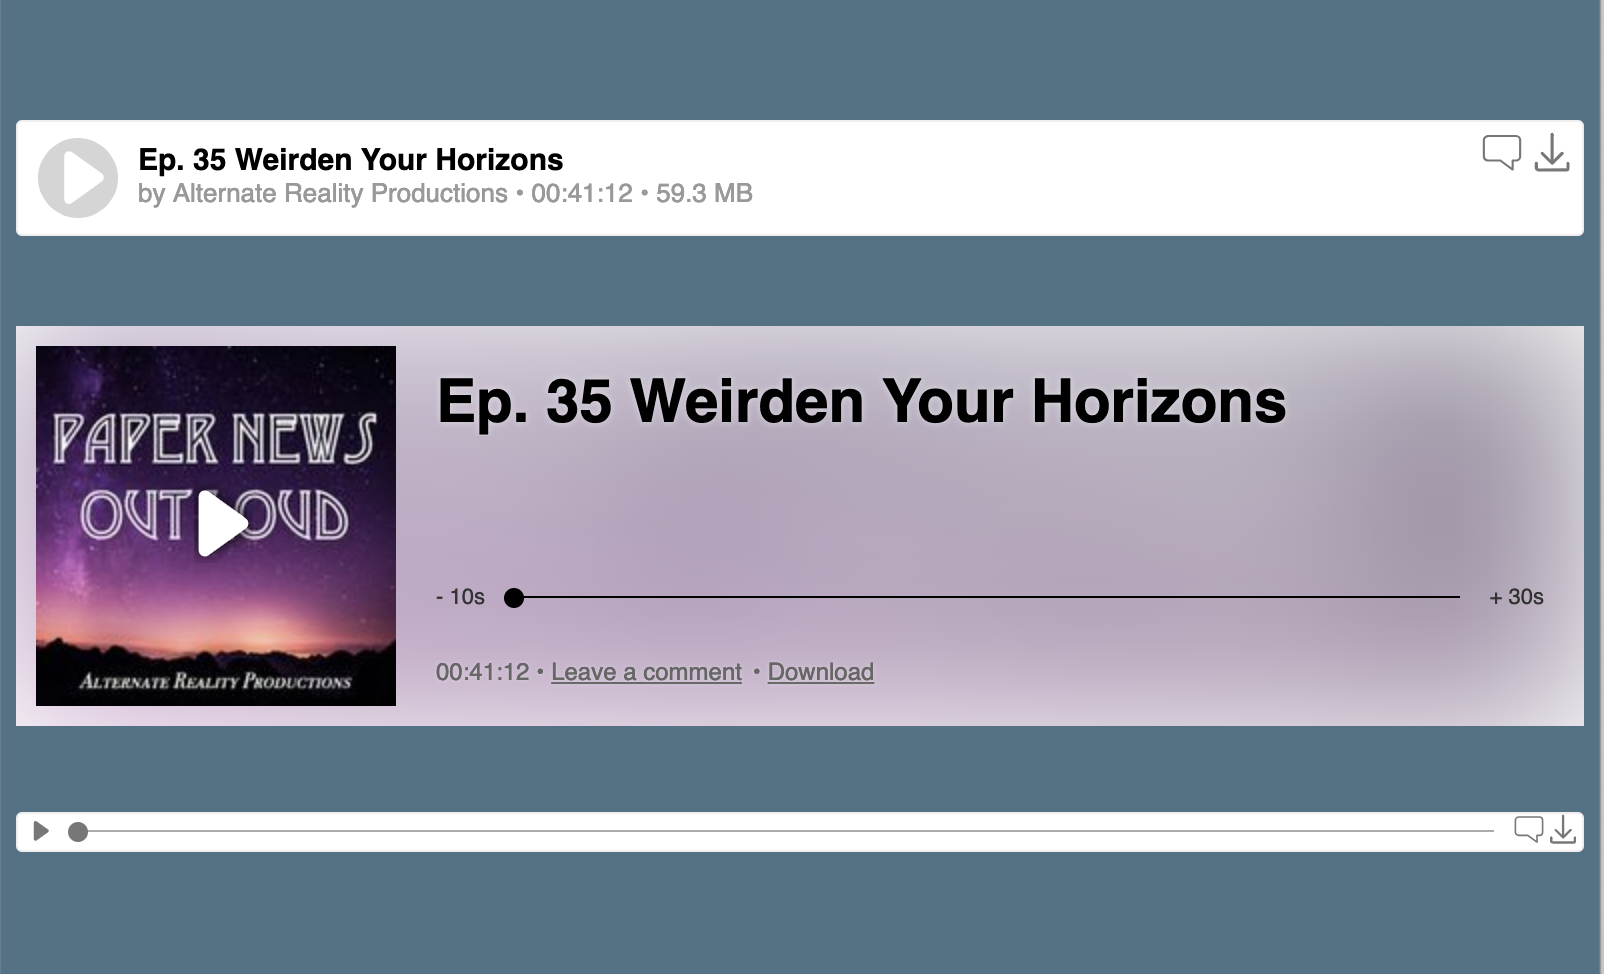 Ep. 35 Weirden Your Horizons
by Alternate Reality Productions • 00:41:12 • 59.3 MB
PAPER NEWS
OUT LOUD
ALTERNATE REALITY PRODUCTIONS
Ep. 35 Weirden Your Horizons
- 10s
+ 30s
00:41:12 • Leave a comment • Download